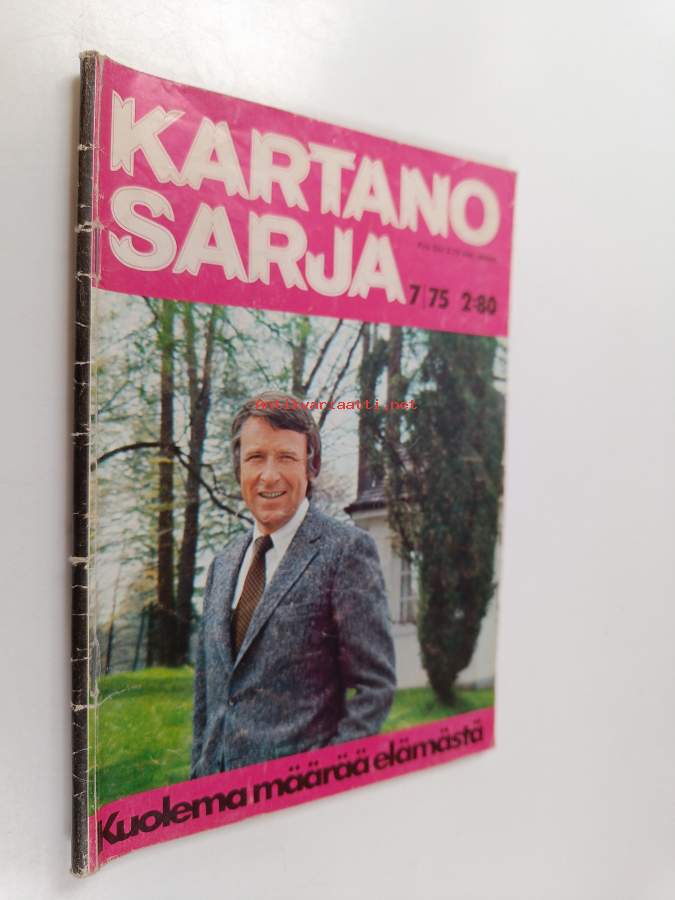 KARTANO
SARJA
7/75 2:80
Antikvariaatti.net
Kuolema määrää elämästä